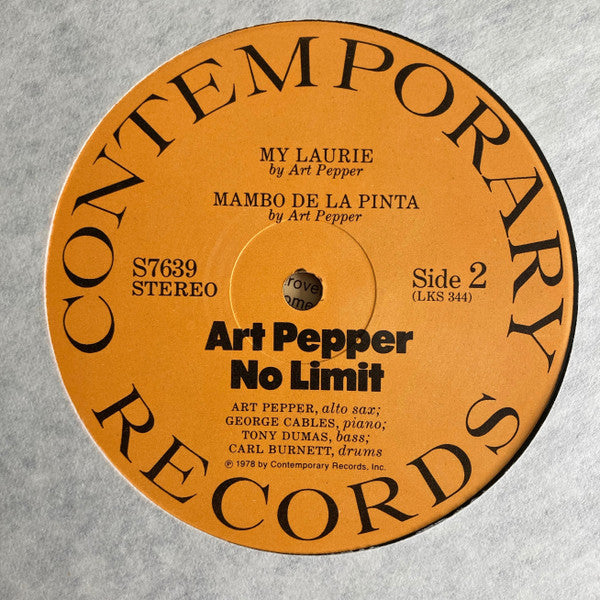 CONTEMPORARY
RECORDS
MY LAURIE
by Art Pepper
MAMBO DE LA PINTA
by Art Pepper
S7639
STEREO
Side 2
(LKS 344)
Art Pepper
No Limit
ART PEPPER, alto sax;
GEORGE CABLES, piano;
TONY DUMAS, bass;
CARL BURNETT, drums
℗ 1978 by Contemporary Records, Inc.